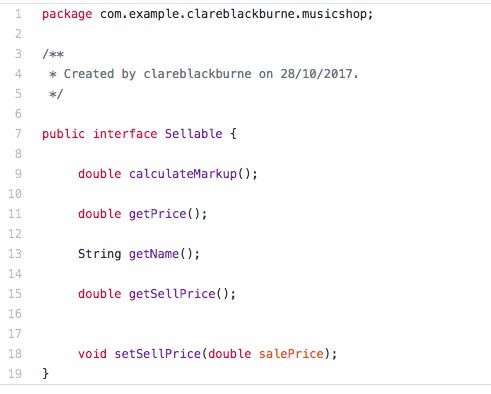 1 package com.example.clareblackburne.musicshop;
2
3 /**
4 * Created by clareblackburne on 28/10/2017.
5 */
6
7 public interface Sellable {
8
9 double calculateMarkup();
10
11 double getPrice();
12
13 String getName();
14
15 double getSellPrice();
16
17
18 void setSellPrice(double salePrice);
19 }